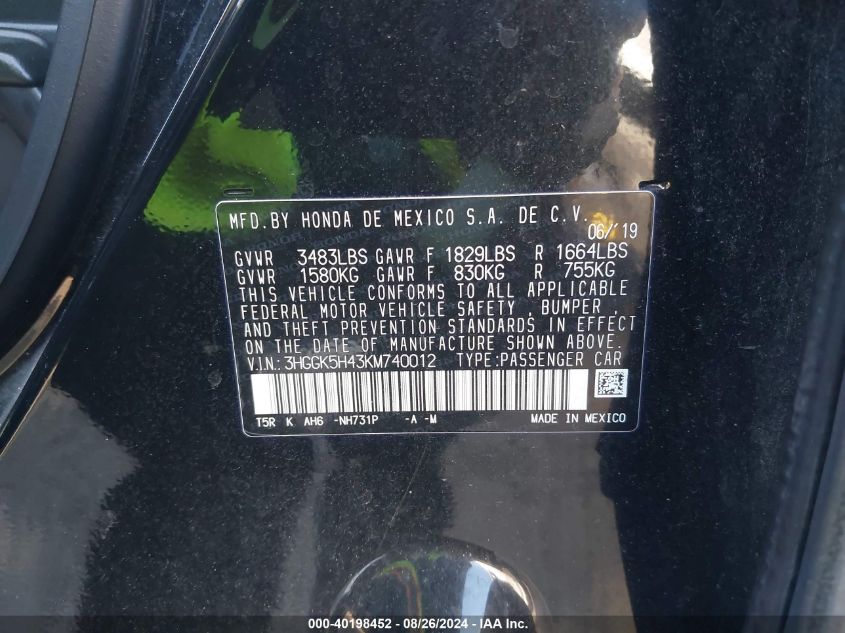 MFD.BY HONDA DE MEXICO S.A. DE C.V.
06/19
GVWR 3483LBS GAWR F 1829LBS R 1664LBS
GVWR 1580KG GAWR F 830KG R 755KG
THIS VEHICLE CONFORMS TO ALL APPLICABLE
FEDERAL MOTOR VEHICLE SAFETY , BUMPER ,
AND THEFT PREVENTION STANDARDS IN EFFECT
ON THE DATE OF MANUFACTURE SHOWN ABOVE.
V.I.N.:3HGGK5H43KM740012 TYPE:PASSENGER CAR
T5R K AH6 -NH731P -A -M MADE IN MEXICO
000-40198452 - 08/26/2024 - IAA Inc.